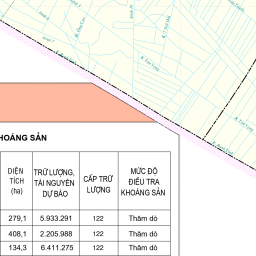 HOÁNG SẢN
DIỆN TÍCH (ha)
TRỮ LƯỢNG, TÀI NGUYÊN DỰ BÁO
CẤP TRỮ LƯỢNG
MỨC ĐỘ ĐIỀU TRA KHOÁNG SẢN
279,1 5.933.291 122 Thăm dò
408,1 2.205.988 122 Thăm dò
134,3 6.411.275 122 Thăm dò